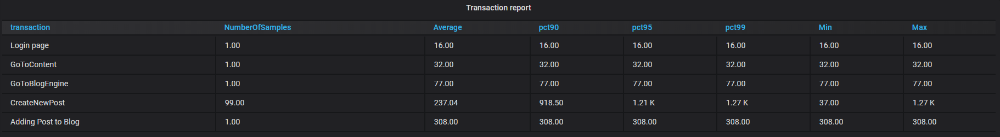 Transaction report
transaction NumberOfSamples Average pct90 pct95 pct99 Min Max
Login page 1.00 16.00 16.00 16.00 16.00 16.00 16.00
GoToContent 1.00 32.00 32.00 32.00 32.00 32.00 32.00
GoToBlogEngine 1.00 77.00 77.00 77.00 77.00 77.00 77.00
CreateNewPost 99.00 237.04 918.50 1.21 K 1.27 K 37.00 1.27 K
Adding Post to Blog 1.00 308.00 308.00 308.00 308.00 308.00 308.00